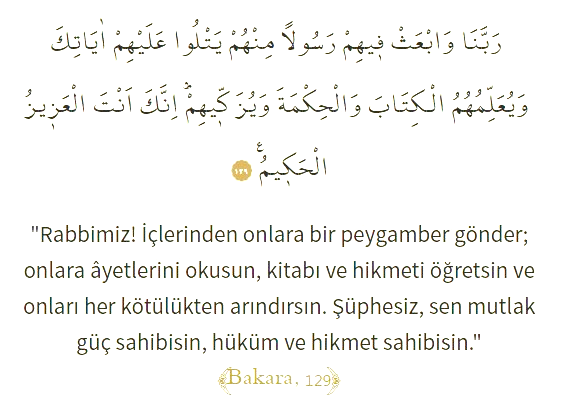 رَبَّنَا وَابْعَثْ ف۪يهِمْ رَسُولًا مِنْهُمْ يَتْلُوا عَلَيْهِمْ اٰيَاتِكَ
وَيُعَلِّمُهُمُ الْكِتَابَ وَالْحِكْمَةَ وَيُزَكّ۪يهِمْۜ اِنَّكَ اَنْتَ الْعَز۪يزُ
الْحَك۪يمُ۟ ﴿١٢٩﴾
"Rabbimiz! İçlerinden onlara bir peygamber gönder;
onlara âyetlerini okusun, kitabı ve hikmeti öğretsin ve
onları her kötülükten arındırsın. Şüphesiz, sen mutlak
güç sahibisin, hüküm ve hikmet sahibisin."
﴾Bakara, 129﴿